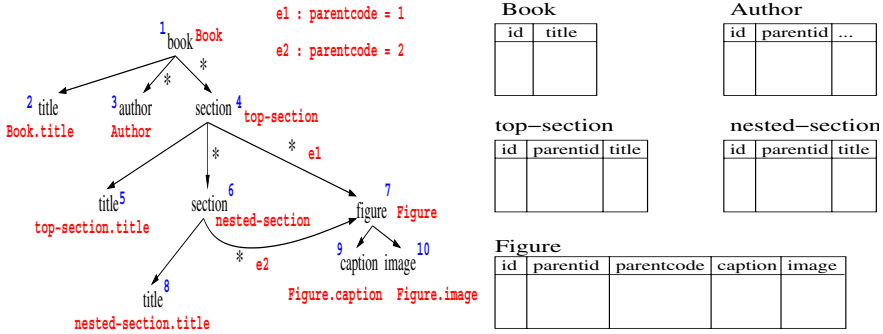 e1 : parentcode = 1
e2 : parentcode = 2
1 book Book
* *
2 title 3 author section 4
Book.title Author top-section
* * e1
title 5 section 6 7 figure Figure
top-section.title nested-section
* e2
9 10
caption image
title 8 Figure.caption Figure.image
nested-section.title
Book
id title
Author
id parentid ...
top-section
id parentid title
nested-section
id parentid title
Figure
id parentid parentcode caption image